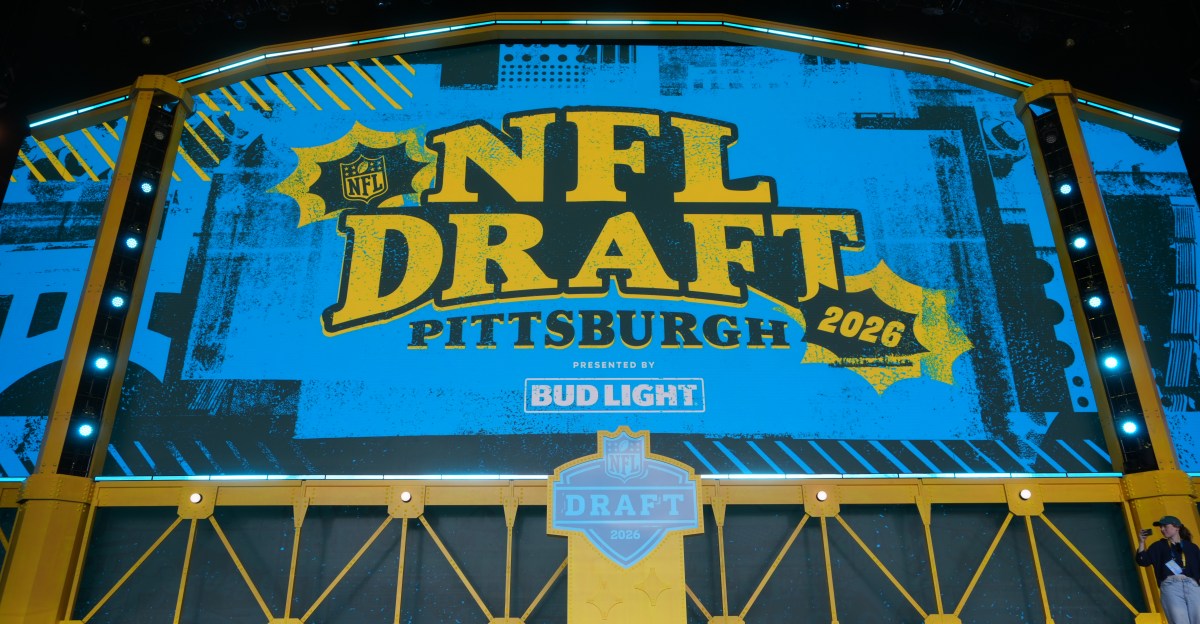 NFL
NFL
DRAFT
2026
PITTSBURGH
PRESENTED BY
BUD LIGHT
NFL
DRAFT
2026